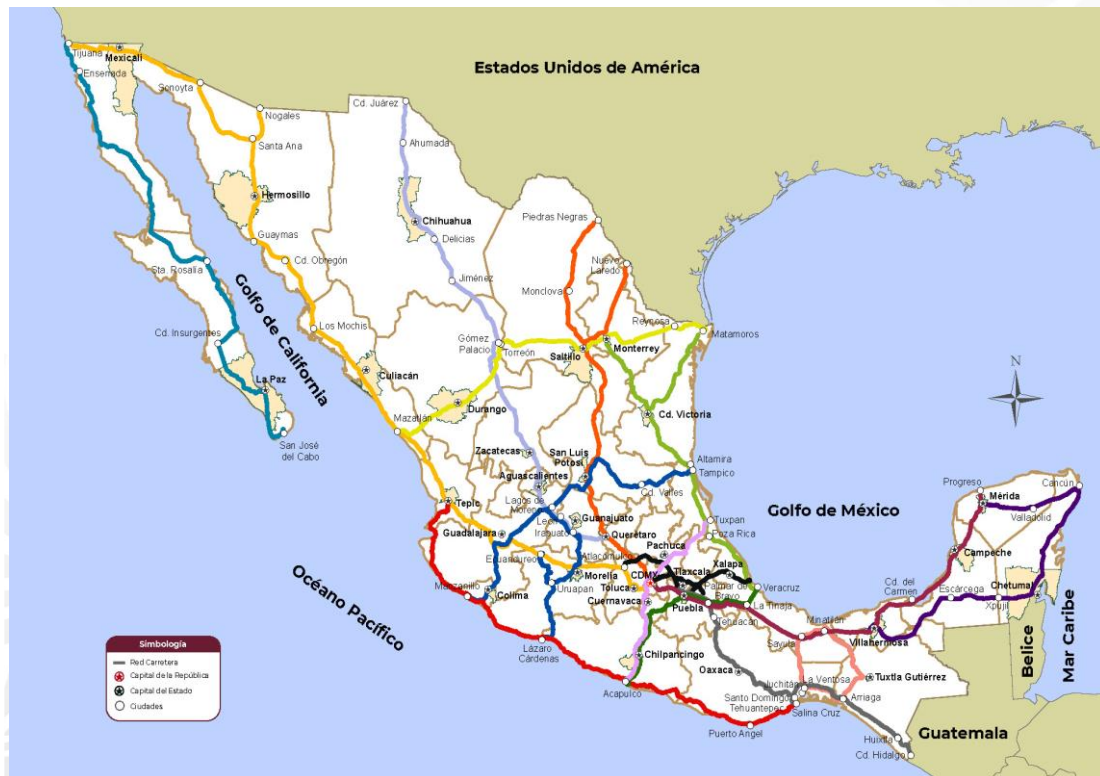 Estados Unidos de América
Tijuana
Mexicali
Ensenada
Sonoyta
Nogales
Santa Ana
Cd. Juárez
Ahumada
Hermosillo
Chihuahua
Delicias
Piedras Negras
Guaymas
Cd. Obregón
Sta. Rosalía
Jiménez
Nuevo
Laredo
Monclova
Golfo de California
Los Mochis
Cd. Insurgentes
Gómez
Palacio
Torreón
Saltillo
Monterrey
Reynosa
Matamoros
Culiacán
La Paz
Durango
Cd. Victoria
Mazatlán
San José
del Cabo
Zacatecas
San Luis
Potosí
Aguascalientes
Altamira
Tampico
Cd. Valles
Tepic
Lagos de
Moreno
León
Guanajuato
Irapuato
Querétaro
Guadalajara
Tuxpan
Poza Rica
Pachuca
Golfo de México
Progreso
Mérida
Cancún
Valladolid
Campeche
Ecuandureo
Atlacomulco
Morelia
Toluca
CDMX
Tlaxcala
Xalapa
Palmar de
Bravo
Veracruz
Manzanillo
Colima
Uruapan
Cuernavaca
Puebla
Tehuacán
La Tinaja
Cd. del
Carmen
Escárcega
Xpujil
Chetumal
Minatitlán
Sayula
Villahermosa
Océano Pacífico
Lázaro
Cárdenas
Chilpancingo
Acapulco
Oaxaca
Juchitán
La Ventosa
Tuxtla Gutiérrez
Santo Domingo
Tehuantepec
Salina Cruz
Arriaga
Puerto Angel
Huixtla
Cd. Hidalgo
Guatemala
Belice
Mar Caribe
N
Simbología
Red Carretera
Capital de la República
Capital del Estado
Ciudades